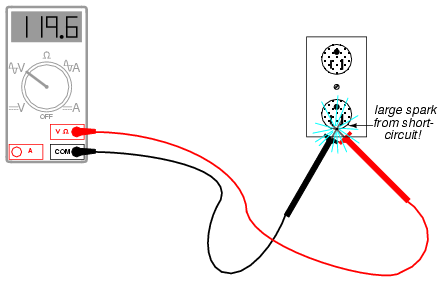 119.6
Ω
V
A
V
A
OFF
V Ω
A
COM
large spark
from short-
circuit!